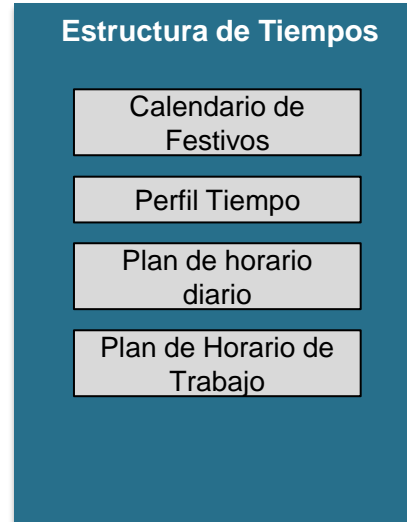 Estructura de Tiempos
Calendario de
Festivos
Perfil Tiempo
Plan de horario
diario
Plan de Horario de
Trabajo